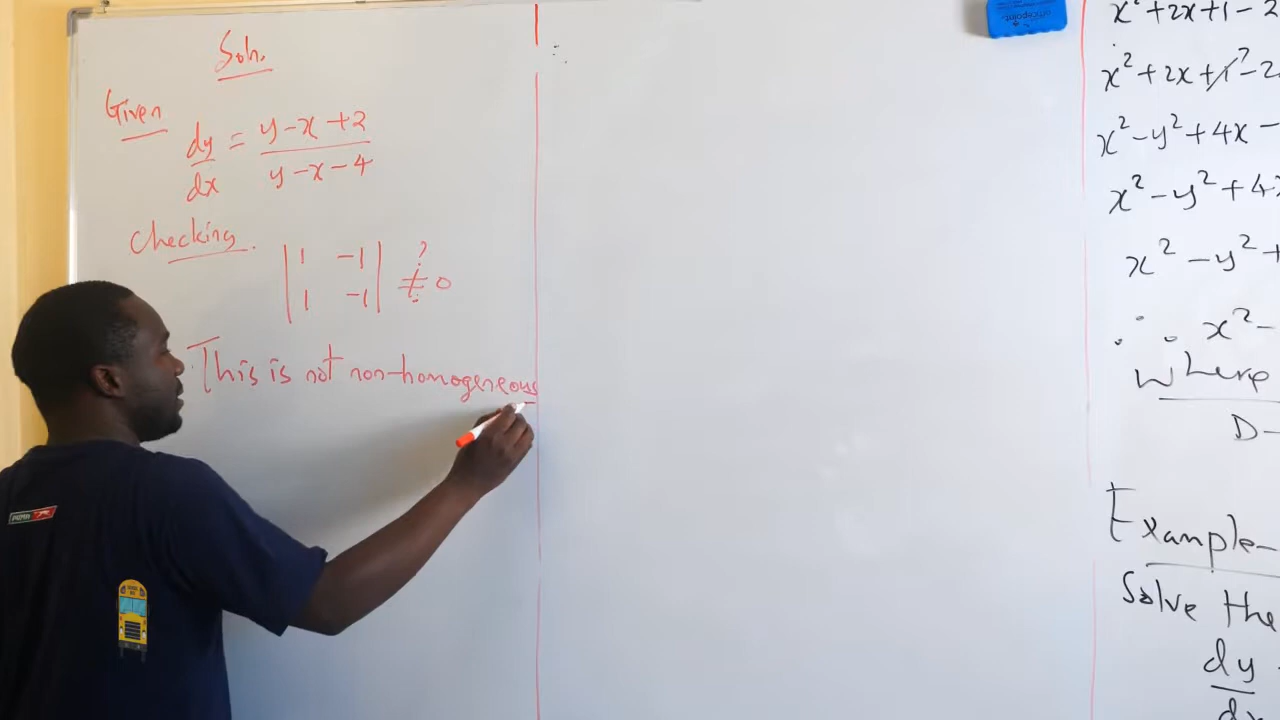 Soln.
Given
dy/dx = (y-x+2)/(y-x-4)
Checking.
|1 -1|
|1 -1| ≠ 0
?
This is not non-homogeneous
officepoint
x²+2x+1-2
x²+2x+1-2
x²-y²+4x-
x²-y²+4x
x²-y²+
∴ x²-
Where
D-
Example-
Solve the
dy
dx